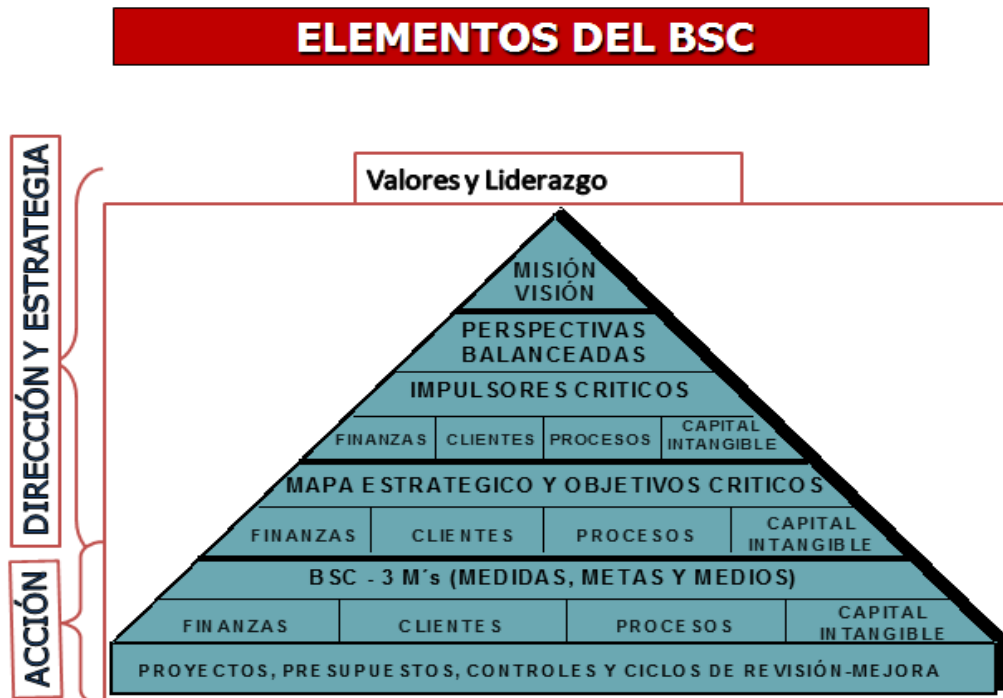 ELEMENTOS DEL BSC
DIRECCIÓN Y ESTRATEGIA
Valores y Liderazgo
MISIÓN
VISIÓN
PERSPECTIVAS
BALANCEADAS
IMPULSORES CRITICOS
FINANZAS CLIENTES PROCESOS CAPITAL INTANGIBLE
MAPA ESTRATEGICO Y OBJETIVOS CRITICOS
FINANZAS CLIENTES PROCESOS CAPITAL INTANGIBLE
ACCIÓN
BSC - 3 M´s (MEDIDAS, METAS Y MEDIOS)
FINANZAS CLIENTES PROCESOS CAPITAL INTANGIBLE
PROYECTOS, PRESUPUESTOS, CONTROLES Y CICLOS DE REVISIÓN-MEJORA